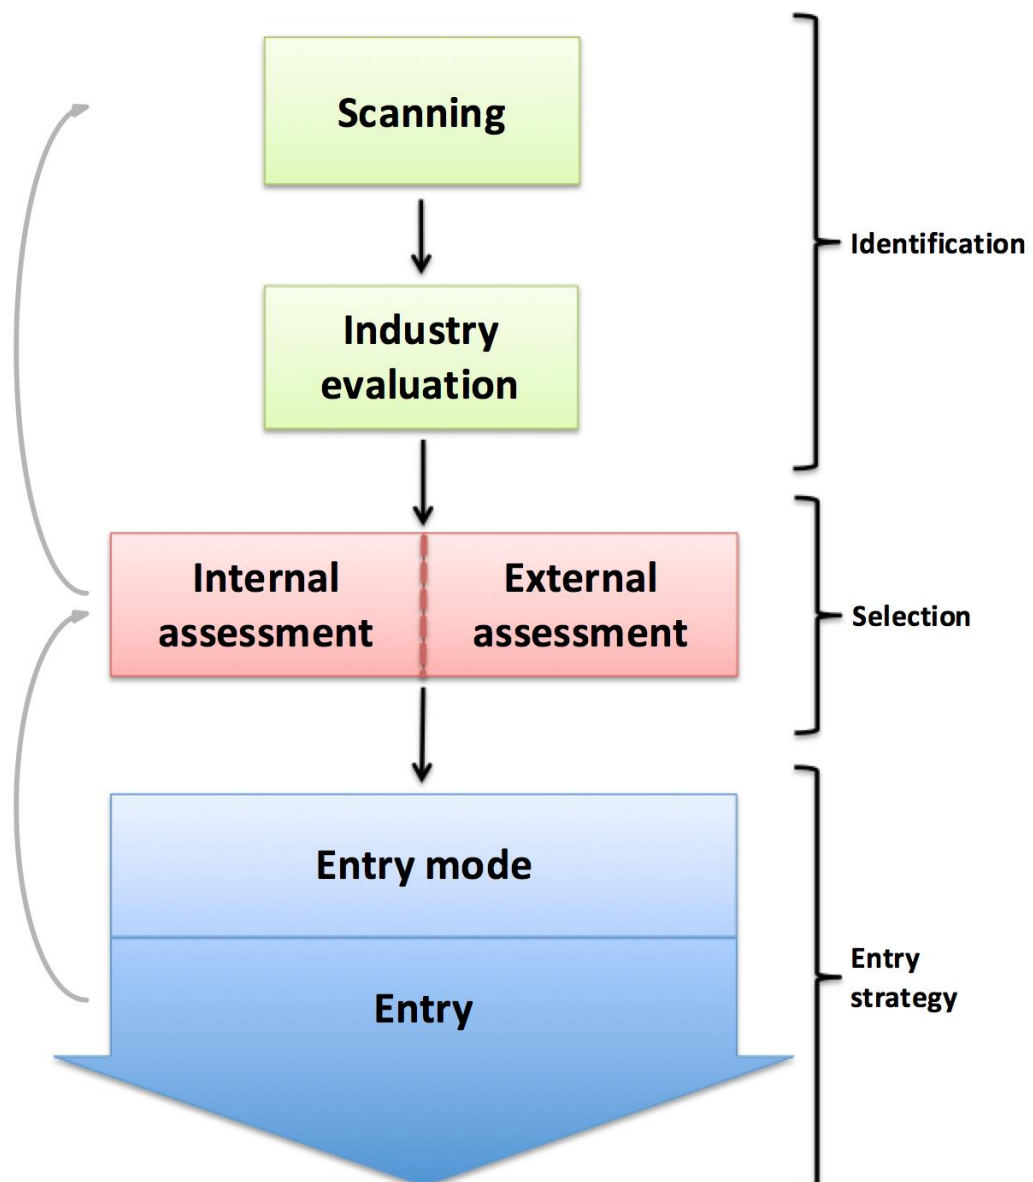 Scanning
Identification
Industry
evaluation
Internal
assessment
External
assessment
Selection
Entry mode
Entry
Entry
strategy